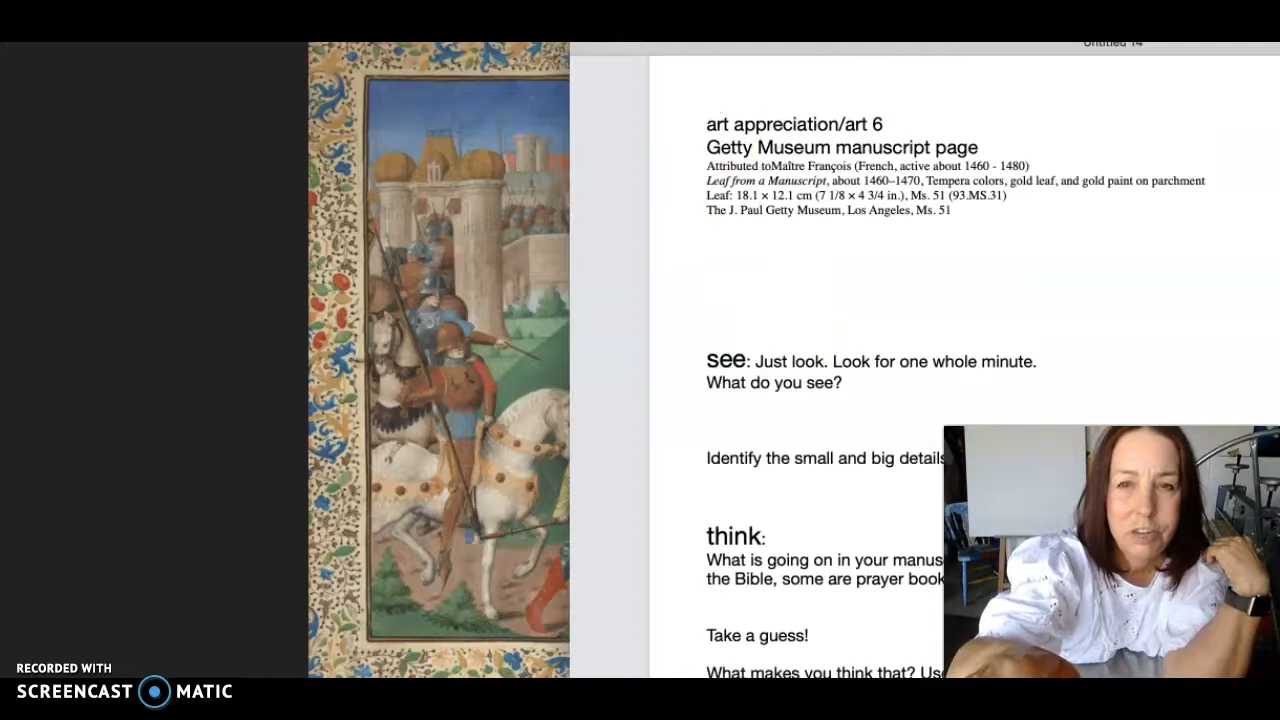 Untitled 14
art appreciation/art 6
Getty Museum manuscript page
Attributed toMaître François (French, active about 1460 - 1480)
Leaf from a Manuscript, about 1460–1470, Tempera colors, gold leaf, and gold paint on parchment
Leaf: 18.1 × 12.1 cm (7 1/8 × 4 3/4 in.), Ms. 51 (93.MS.31)
The J. Paul Getty Museum, Los Angeles, Ms. 51
see: Just look. Look for one whole minute.
What do you see?
Identify the small and big details
think:
What is going on in your manus
the Bible, some are prayer book
Take a guess!
What makes you think that? Us
RECORDED WITH
SCREENCAST MATIC